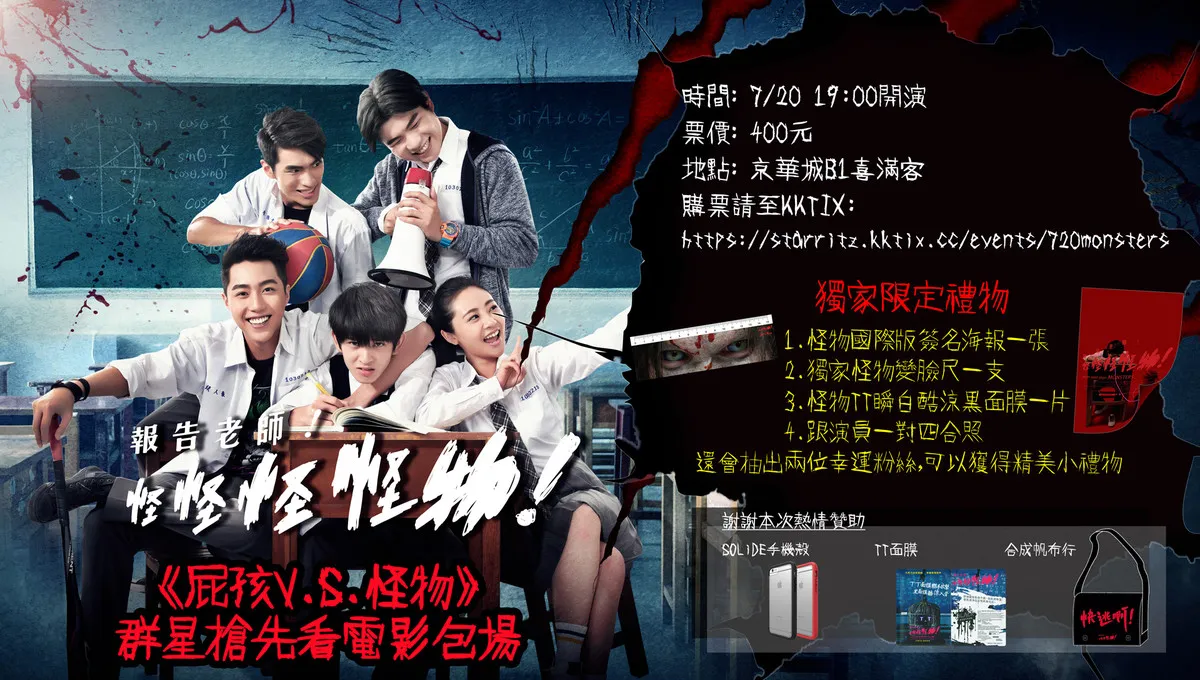 報告老師!
怪怪怪怪物!
《屁孩V.S.怪物》
群星搶先看電影包場
時間: 7/20 19:00開演
票價: 400元
地點: 京華城B1喜滿客
購票請至KKTIX:
https://starritz.kktix.cc/events/720monsters
獨家限定禮物
1.怪物國際版簽名海報一張
2.獨家怪物變臉尺一支
3.怪物TT瞬白酷涼黑面膜一片
4.跟演員一對四合照
還會抽出兩位幸運粉絲,可以獲得精美小禮物
謝謝本次熱情贊助
SOLiDE手機殼
TT面膜
合成帆布行
快逃啊!